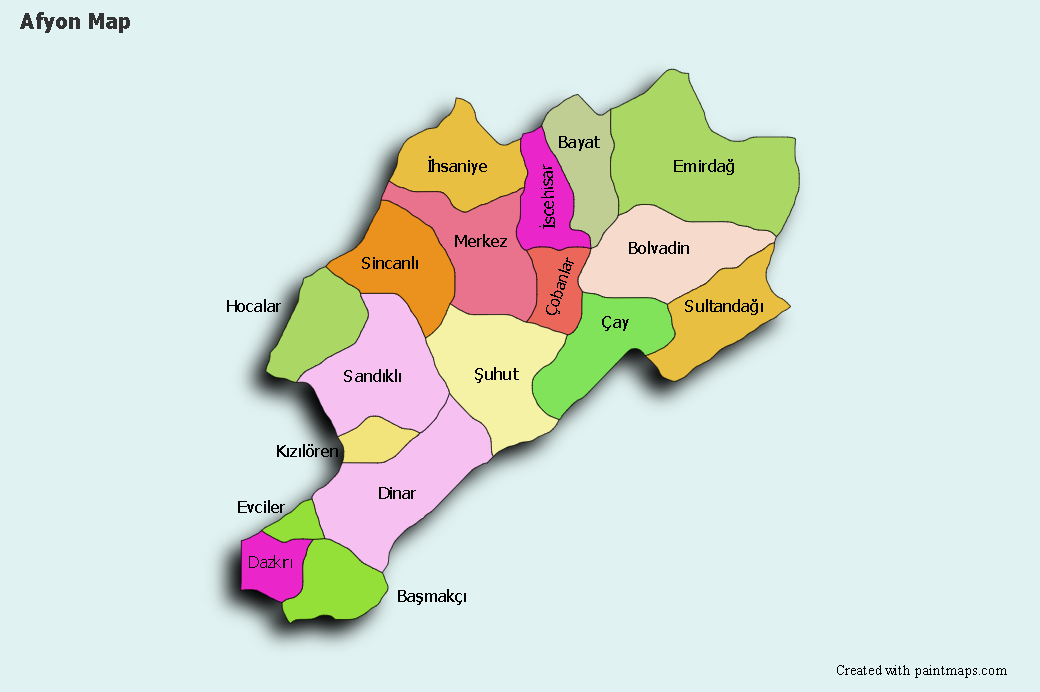 Afyon Map
Bayat
İhsaniye
Emirdağ
İscehisar
Merkez
Bolvadin
Sincanlı
Çobanlar
Hocalar
Sultandağı
Çay
Sandıklı
Şuhut
Kızılören
Dinar
Evciler
Dazkırı
Başmakçı
Created with paintmaps.com